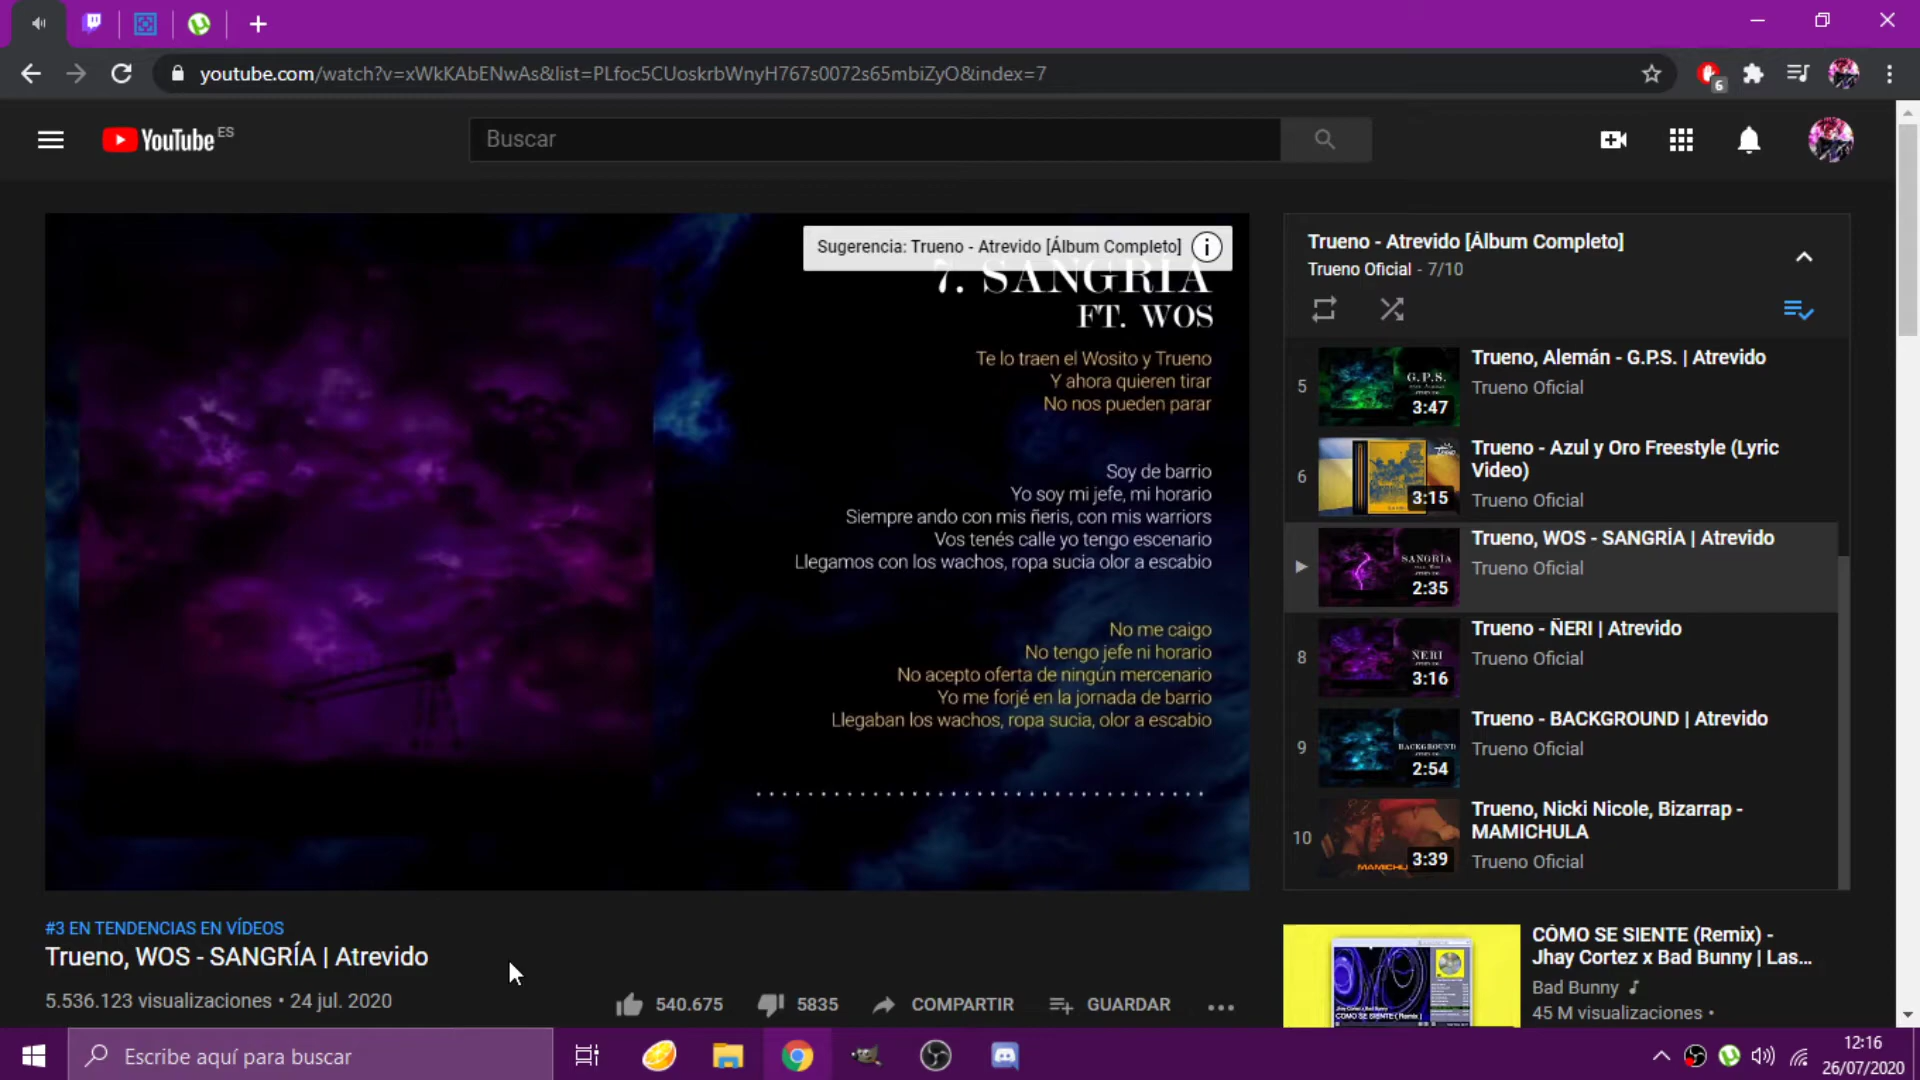 youtube.com/watch?v=xWkKAbENwAs&list=PLfoc5CUoskrbWnyH767s0072s65mbiZyO&index=7
6
YouTube ES
Buscar
Sugerencia: Trueno - Atrevido [Álbum Completo]
7. SANGRÍA
FT. WOS
Te lo traen el Wosito y Trueno
Y ahora quieren tirar
No nos pueden parar
Soy de barrio
Yo soy mi jefe, mi horario
Siempre ando con mis ñeris, con mis warriors
Vos tenés calle yo tengo escenario
Llegamos con los wachos, ropa sucia olor a escabio
No me caigo
No tengo jefe ni horario
No acepto oferta de ningún mercenario
Yo me forjé en la jornada de barrio
Llegaban los wachos, ropa sucia, olor a escabio
#3 EN TENDENCIAS EN VÍDEOS
Trueno, WOS - SANGRÍA | Atrevido
5.536.123 visualizaciones • 24 jul. 2020
540.675
5835
COMPARTIR
GUARDAR
Trueno - Atrevido [Álbum Completo]
Trueno Oficial - 7/10
5
G.P.S.
3:47
Trueno, Alemán - G.P.S. | Atrevido
Trueno Oficial
6
3:15
Trueno - Azul y Oro Freestyle (Lyric
Video)
Trueno Oficial
SANGRÍA
2:35
Trueno, WOS - SANGRÍA | Atrevido
Trueno Oficial
8
ÑERI
3:16
Trueno - ÑERI | Atrevido
Trueno Oficial
9
BACKGROUND
2:54
Trueno - BACKGROUND | Atrevido
Trueno Oficial
10
3:39
Trueno, Nicki Nicole, Bizarrap -
MAMICHULA
Trueno Oficial
CÓMO SE SIENTE (Remix)
CÓMO SE SIENTE (Remix) -
Jhay Cortez x Bad Bunny | Las...
Bad Bunny
45 M visualizaciones •
Escribe aquí para buscar
12:16
26/07/2020